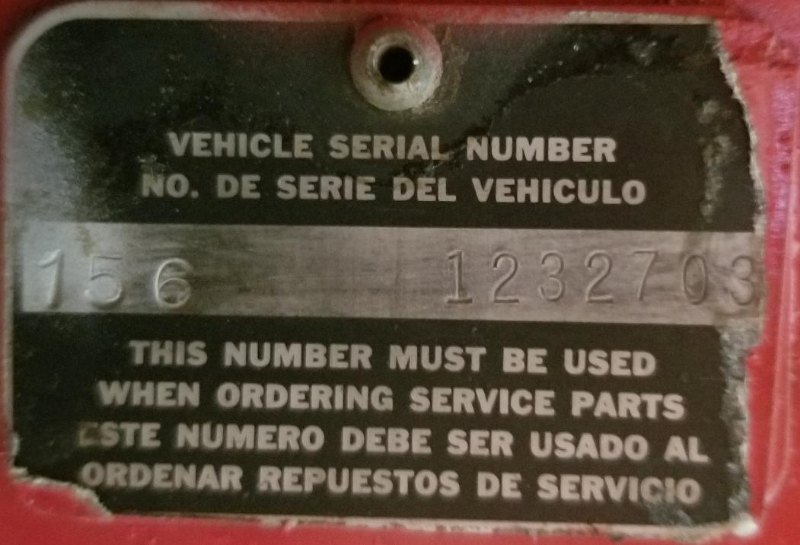 VEHICLE SERIAL NUMBER
NO. DE SERIE DEL VEHICULO
156 1232703
THIS NUMBER MUST BE USED
WHEN ORDERING SERVICE PARTS
ESTE NUMERO DEBE SER USADO AL
ORDENAR REPUESTOS DE SERVICIO